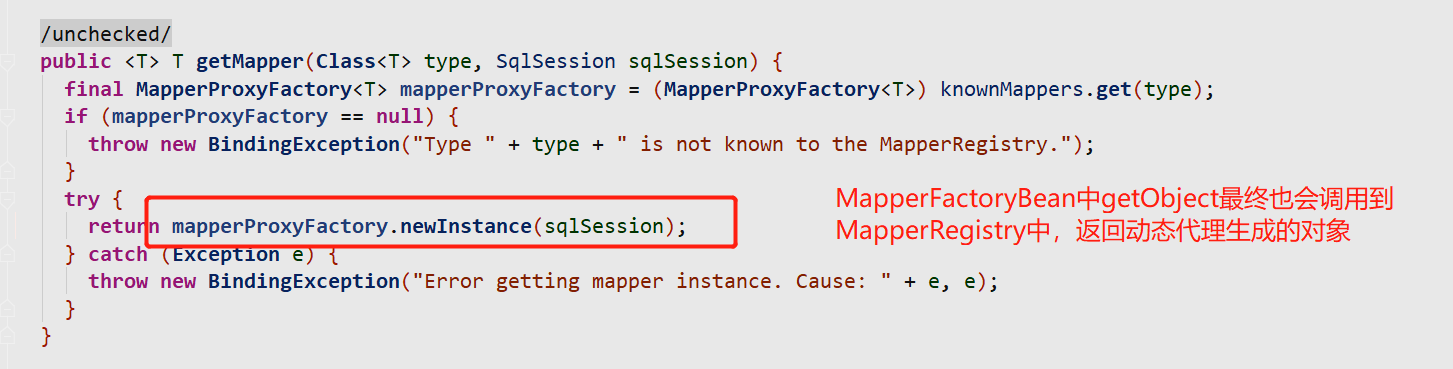 /unchecked/
public <T> T getMapper(Class<T> type, SqlSession sqlSession) {
final MapperProxyFactory<T> mapperProxyFactory = (MapperProxyFactory<T>) knownMappers.get(type);
if (mapperProxyFactory == null) {
throw new BindingException("Type " + type + " is not known to the MapperRegistry.");
}
try {
return mapperProxyFactory.newInstance(sqlSession);
} catch (Exception e) {
throw new BindingException("Error getting mapper instance. Cause: " + e, e);
}
}
MapperFactoryBean中getObject最终也会调用到
MapperRegistry中，返回动态代理生成的对象